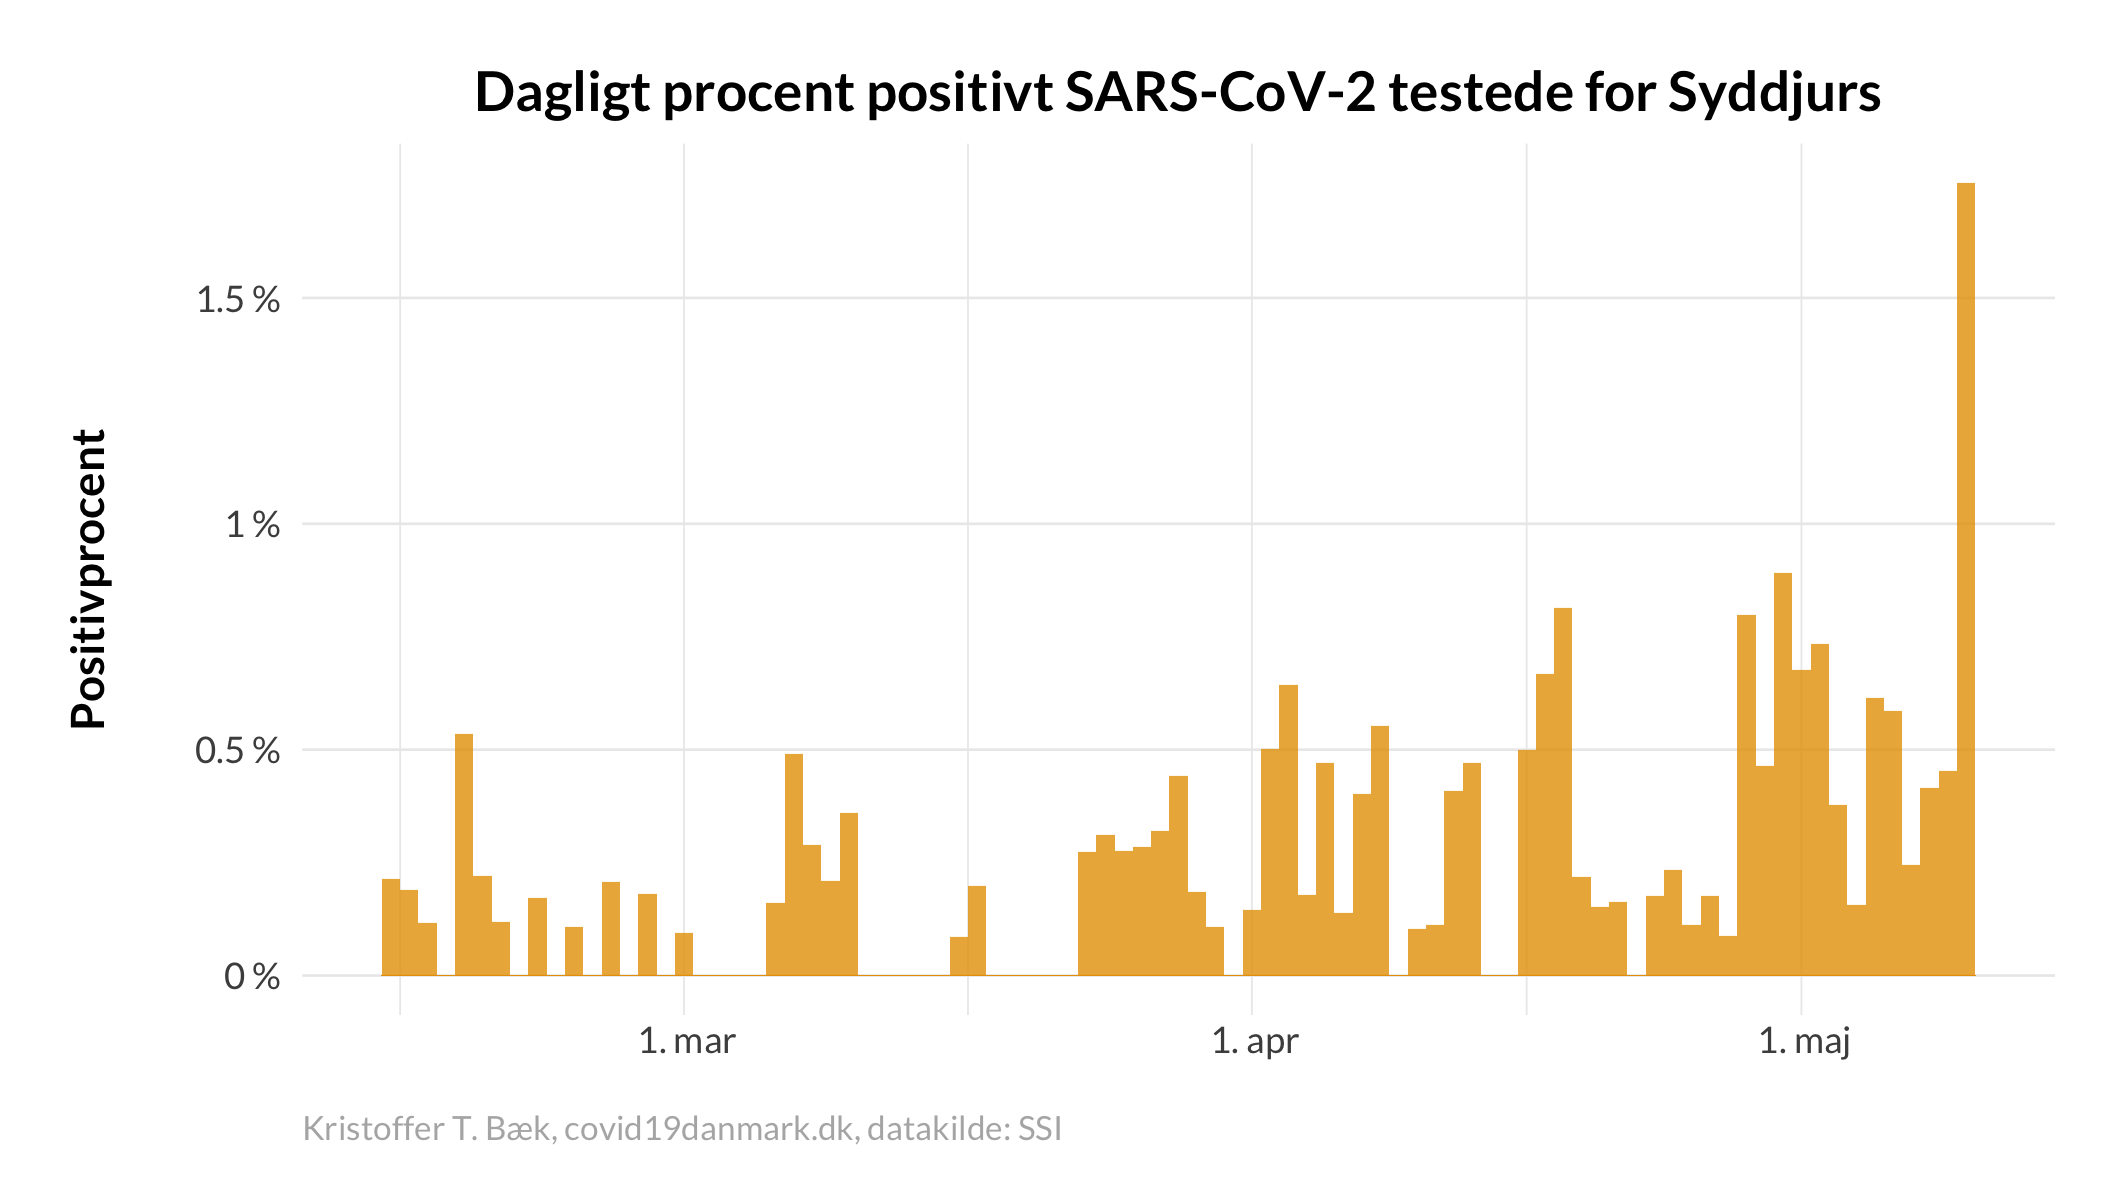 Dagligt procent positivt SARS-CoV-2 testede for Syddjurs
Positivprocent
1.5 %
1 %
0.5 %
0 %
1. mar
1. apr
1. maj
Kristoffer T. Bæk, covid19danmark.dk, datakilde: SSI